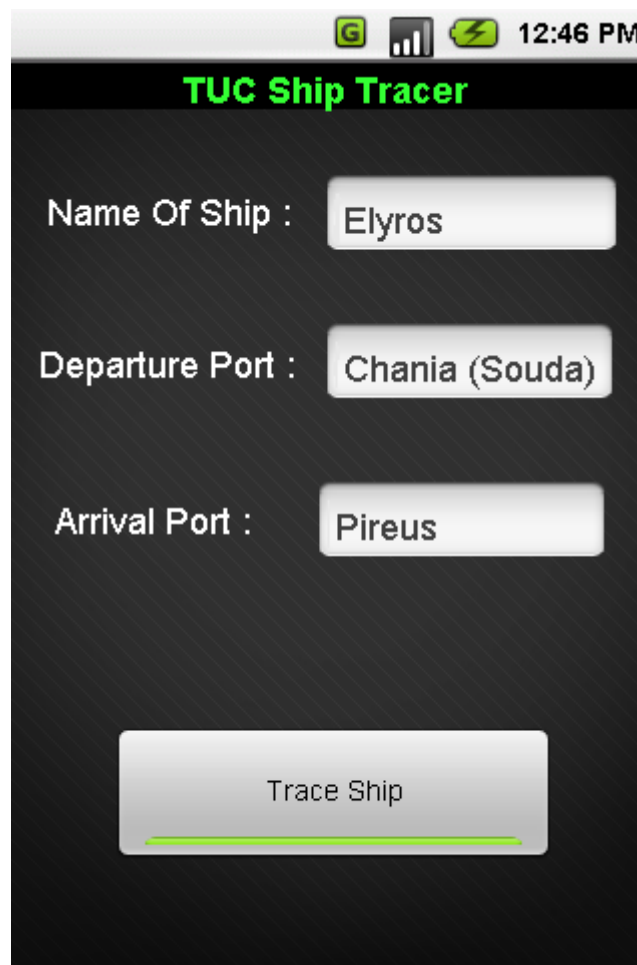 G 12:46 PM
TUC Ship Tracer
Name Of Ship : Elyros
Departure Port : Chania (Souda)
Arrival Port : Pireus
Trace Ship